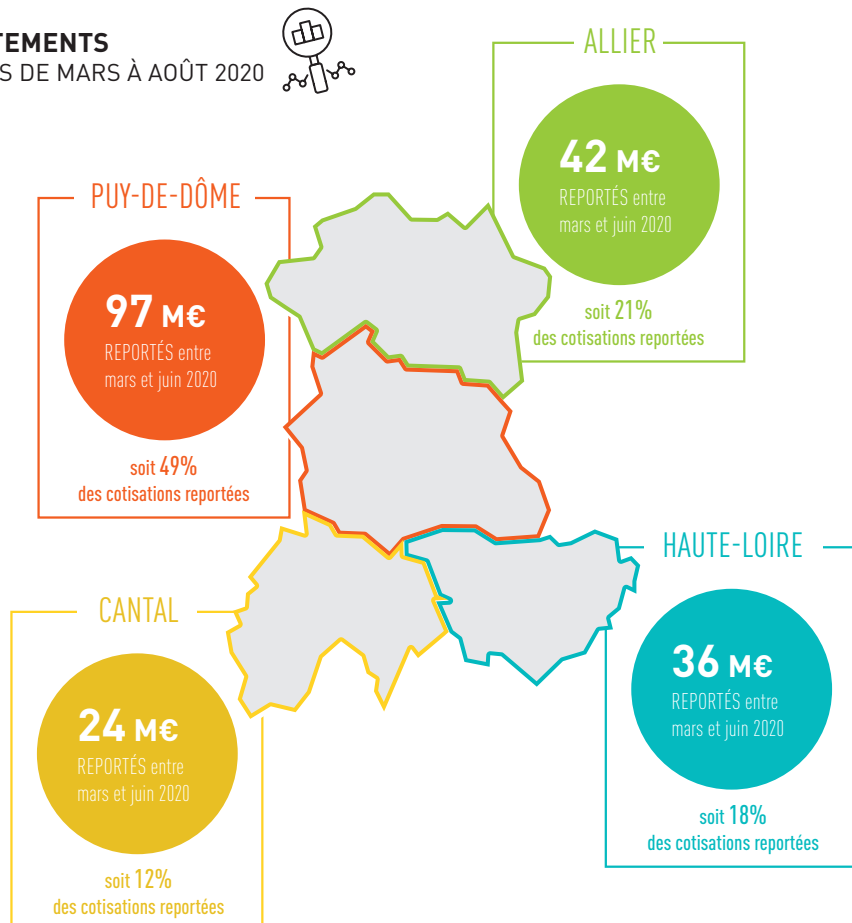 TEMENTS
S DE MARS À AOÛT 2020
ALLIER
42 M€
REPORTÉS entre
mars et juin 2020
soit 21%
des cotisations reportées
PUY-DE-DÔME
97 M€
REPORTÉS entre
mars et juin 2020
soit 49%
des cotisations reportées
HAUTE-LOIRE
36 M€
REPORTÉS entre
mars et juin 2020
soit 18%
des cotisations reportées
CANTAL
24 M€
REPORTÉS entre
mars et juin 2020
soit 12%
des cotisations reportées